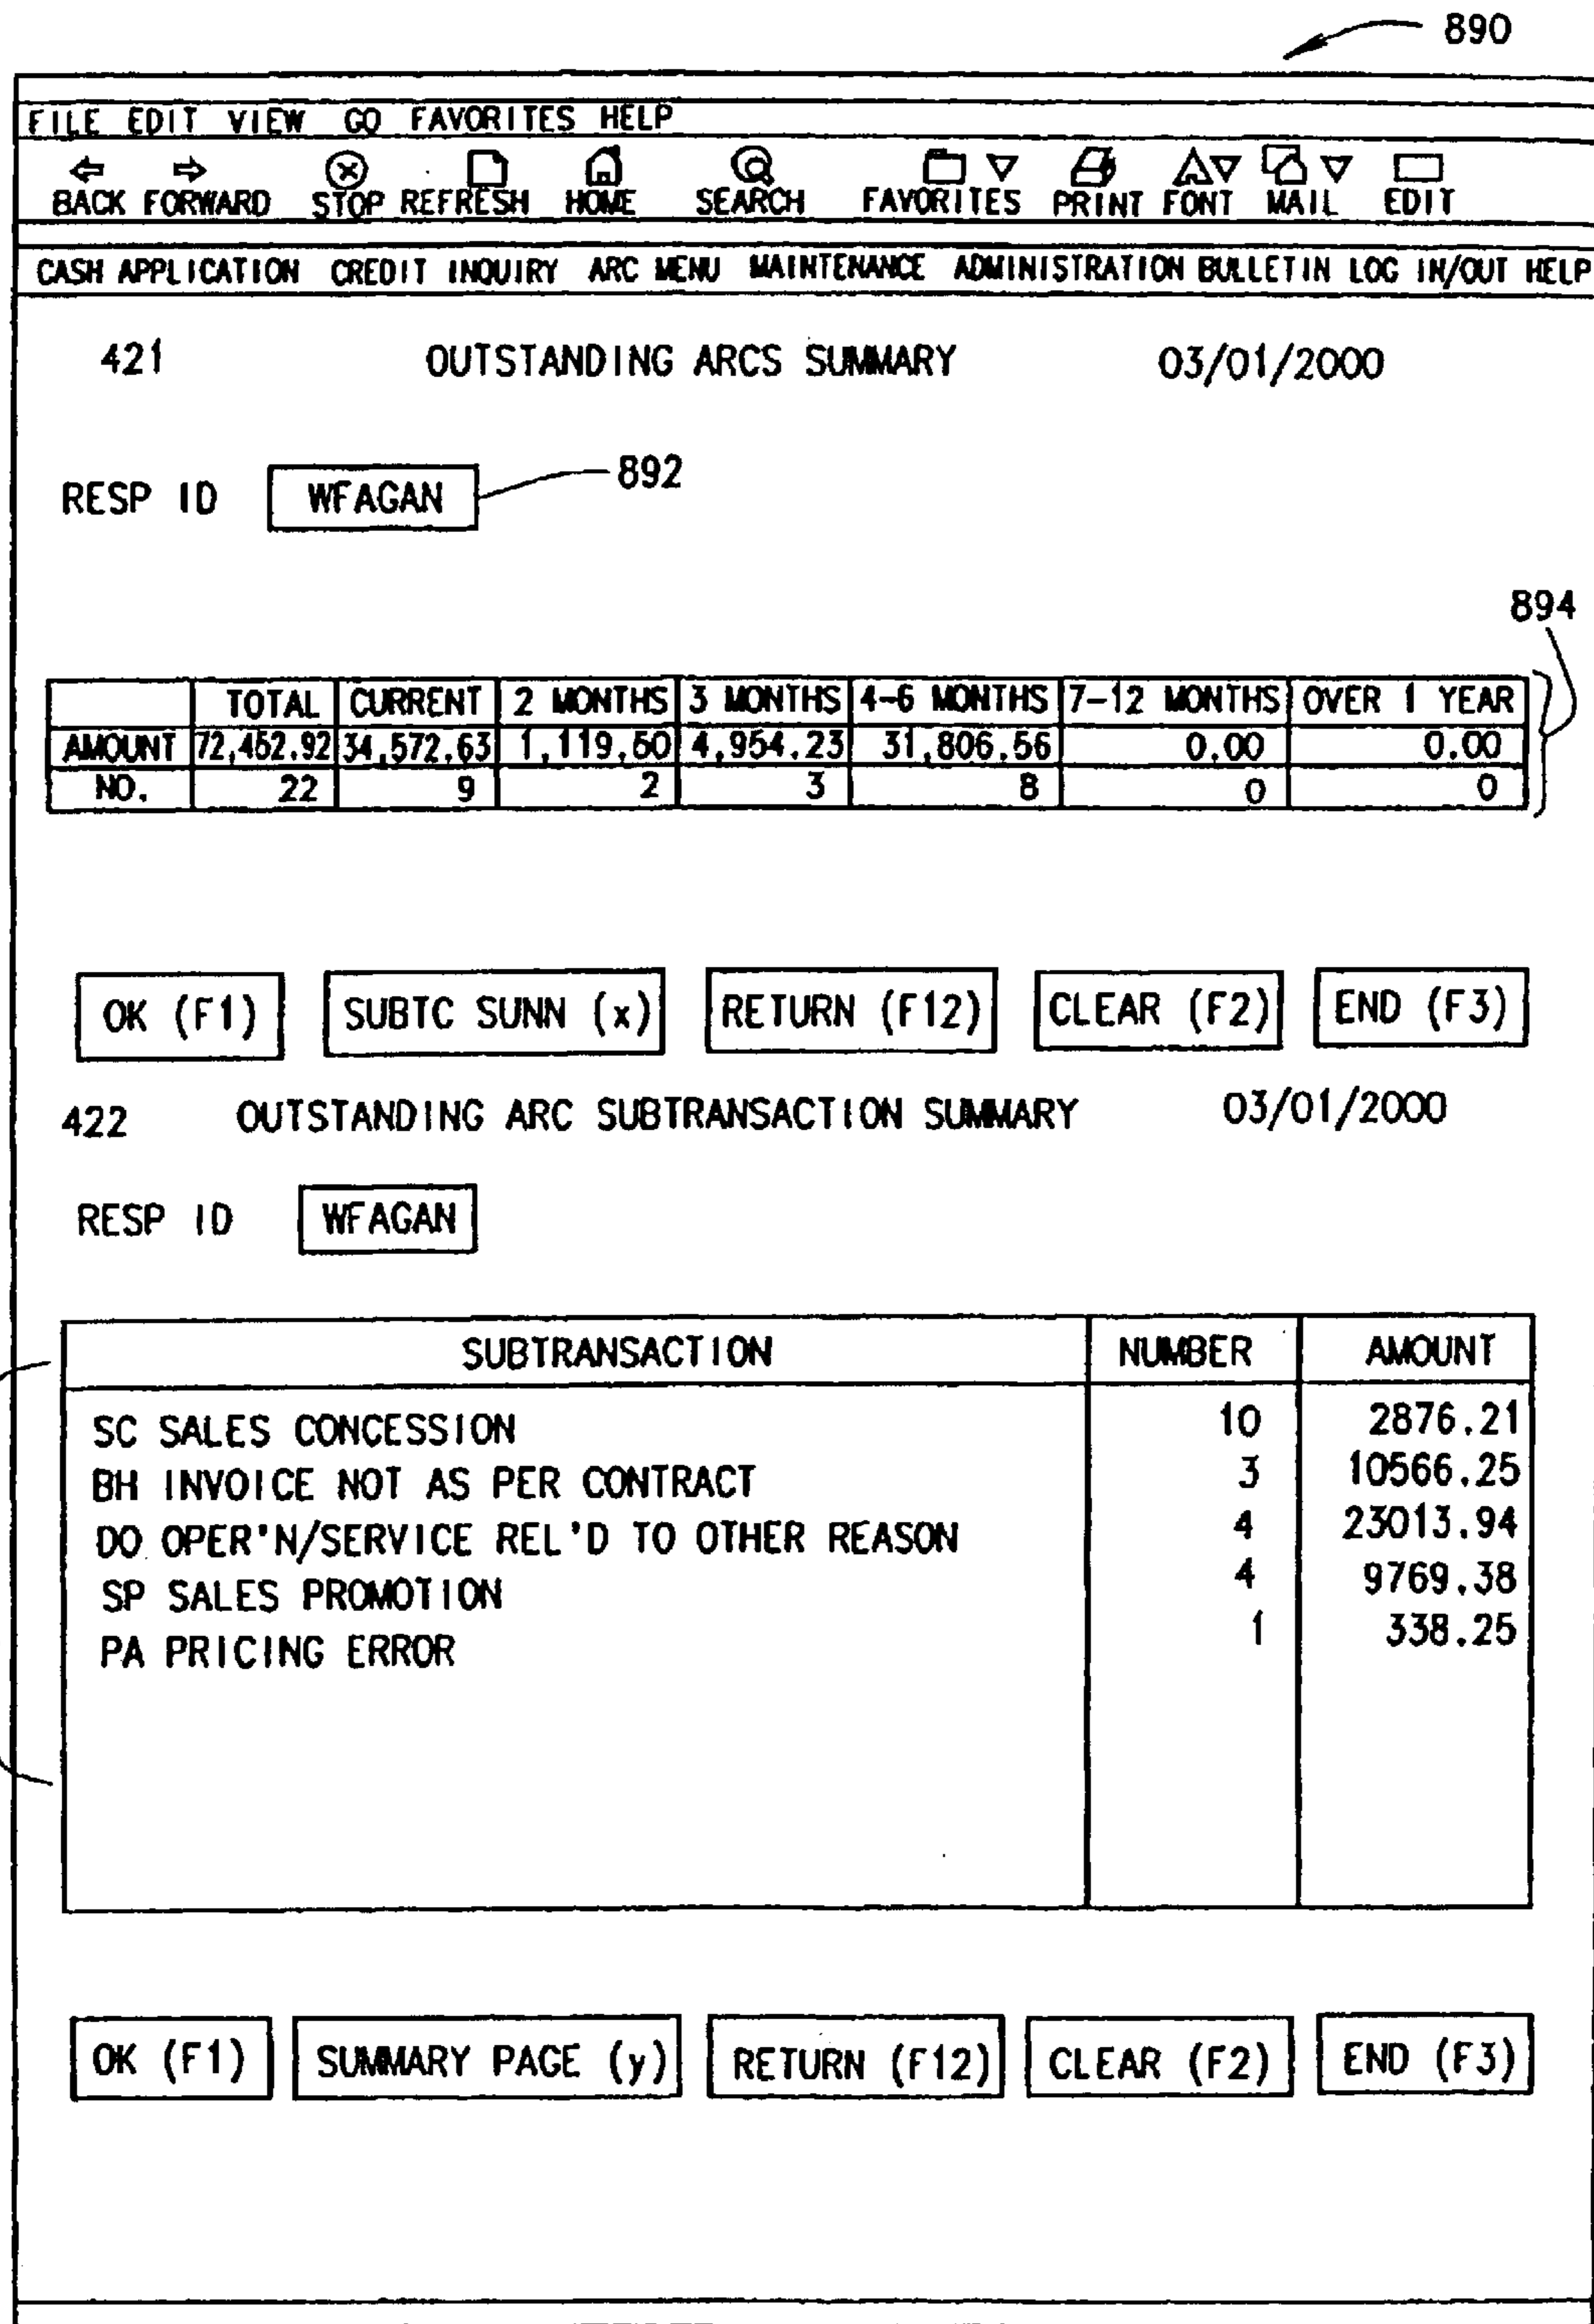 890
FILE EDIT VIEW GO FAVORITES HELP
BACK FORWARD STOP REFRESH HOME SEARCH FAVORITES PRINT FONT MAIL EDIT
CASH APPLICATION CREDIT INQUIRY ARC MENU MAINTENANCE ADMINISTRATION BULLETIN LOG IN/OUT HELP
421 OUTSTANDING ARCS SUMMARY 03/01/2000
RESP ID WFAGAN 892
894
TOTAL CURRENT 2 MONTHS 3 MONTHS 4-6 MONTHS 7-12 MONTHS OVER 1 YEAR
AMOUNT 72,452.92 34,572.63 1,119.50 4,954.23 31,806.56 0.00 0.00
NO. 22 9 2 3 8 0 0
OK (F1) SUBTC SUNN (x) RETURN (F12) CLEAR (F2) END (F3)
422 OUTSTANDING ARC SUBTRANSACTION SUMMARY 03/01/2000
RESP ID WFAGAN
SUBTRANSACTION NUMBER AMOUNT
SC SALES CONCESSION 10 2876.21
BH INVOICE NOT AS PER CONTRACT 3 10566.25
DO OPER'N/SERVICE REL'D TO OTHER REASON 4 23013.94
SP SALES PROMOTION 4 9769.38
PA PRICING ERROR 1 338.25
OK (F1) SUMMARY PAGE (y) RETURN (F12) CLEAR (F2) END (F3)